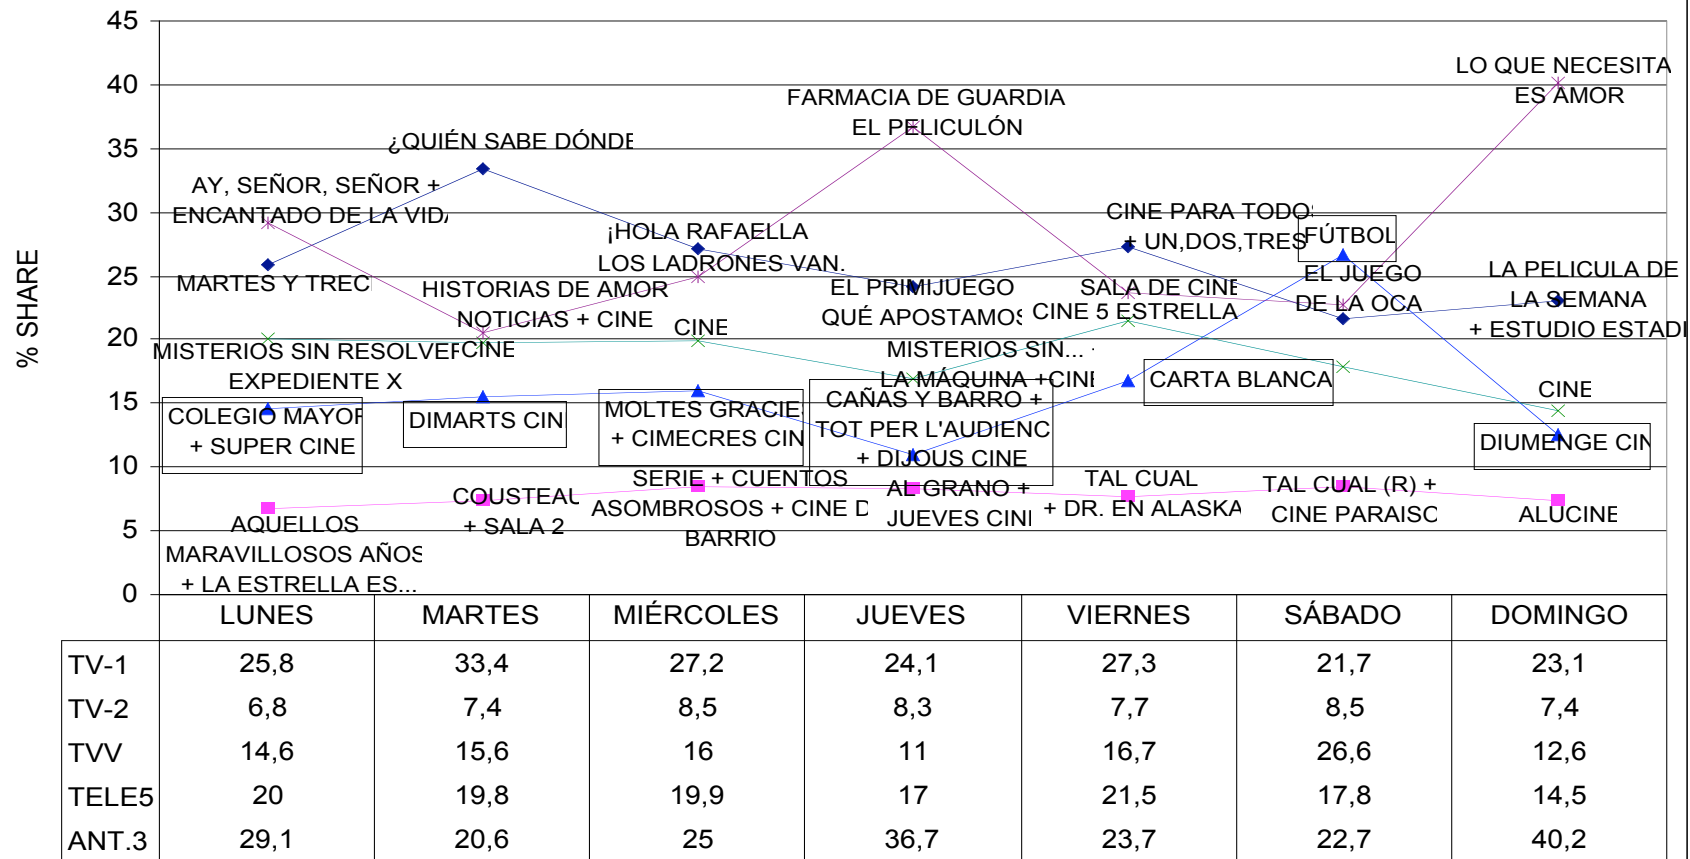 % SHARE
45
40
35
30
25
20
15
10
5
0
LO QUE NECESITA
ES AMOR
FARMACIA DE GUARDIA
EL PELICULÓN
¿QUIÉN SABE DÓNDE
AY, SEÑOR, SEÑOR +
ENCANTADO DE LA VIDA
MARTES Y TREC
HISTORIAS DE AMOR
NOTICIAS + CINE
¡HOLA RAFAELLA
LOS LADRONES VAN.
CINE
EL PRIMIJUEGO
QUÉ APOSTAMOS
CINE PARA TODO
+ UN,DOS,TRES
SALA DE CINE
CINE 5 ESTRELLA
FÚTBOL
EL JUEGO
DE LA OCA
LA PELICULA DE
LA SEMANA
+ ESTUDIO ESTADI
MISTERIOS SIN RESOLVER
EXPEDIENTE X
CINE
MISTERIOS SIN... +
LA MÁQUINA +CINE
CARTA BLANCA
CINE
COLEGIO MAYOR
+ SUPER CINE
DIMARTS CIN
MOLTES GRACIE
+ CIMECRES CIN
CAÑAS Y BARRO +
TOT PER L'AUDIENC
+ DIJOUS CINE
DIUMENGE CIN
AQUELLOS
MARAVILLOSOS AÑOS
+ LA ESTRELLA ES...
COUSTEAU
+ SALA 2
SERIE + CUENTOS
ASOMBROSOS + CINE D
BARRIO
AL GRANO +
JUEVES CINE
TAL CUAL
+ DR. EN ALASKA
TAL CUAL (R) +
CINE PARAISO
ALUCINE
LUNES MARTES MIÉRCOLES JUEVES VIERNES SÁBADO DOMINGO
TV-1 25,8 33,4 27,2 24,1 27,3 21,7 23,1
TV-2 6,8 7,4 8,5 8,3 7,7 8,5 7,4
TVV 14,6 15,6 16 11 16,7 26,6 12,6
TELE5 20 19,8 19,9 17 21,5 17,8 14,5
ANT.3 29,1 20,6 25 36,7 23,7 22,7 40,2